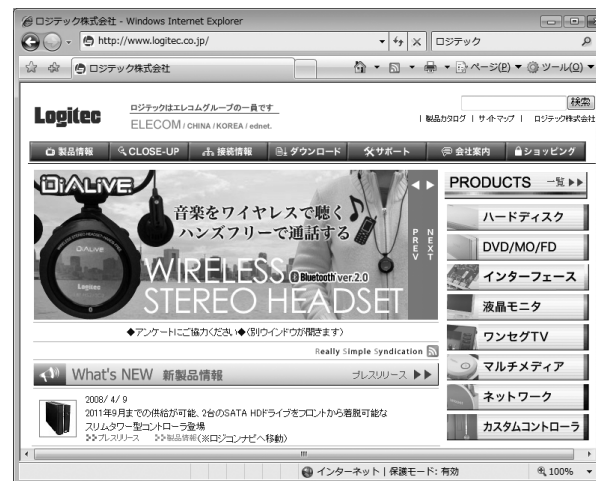 ロジテック株式会社 - Windows Internet Explorer
http://www.logitec.co.jp/
ロジテック
ロジテック株式会社
ページ(P)
ツール(O)
Logitec
ロジテックはエレコムグループの一員です
ELECOM / CHINA / KOREA / ednet.
検索
| 製品カタログ | サイトマップ | ロジテック株式会社
製品情報
CLOSE-UP
接続情報
ダウンロード
サポート
会社案内
ショッピング
DiALiVE
音楽をワイヤレスで聴く
ハンズフリーで通話する
WIRELESS Bluetooth ver.2.0
STEREO HEADSET
Logitec
PREV
NEXT
PRODUCTS 一覧
ハードディスク
DVD/MO/FD
インターフェース
液晶モニタ
ワンセグTV
マルチメディア
ネットワーク
カスタムコントローラ
◆アンケートにご協力ください◆(別ウインドウが開きます)
Really Simple Syndication
What's NEW 新製品情報
プレスリリース
2008/ 4/ 9
2011年9月までの供給が可能、2台のSATA HDドライブをフロントから着脱可能な
スリムタワー型コントローラ登場
プレスリリース 製品情報(※ロジコンナビへ移動)
インターネット | 保護モード: 有効
100%